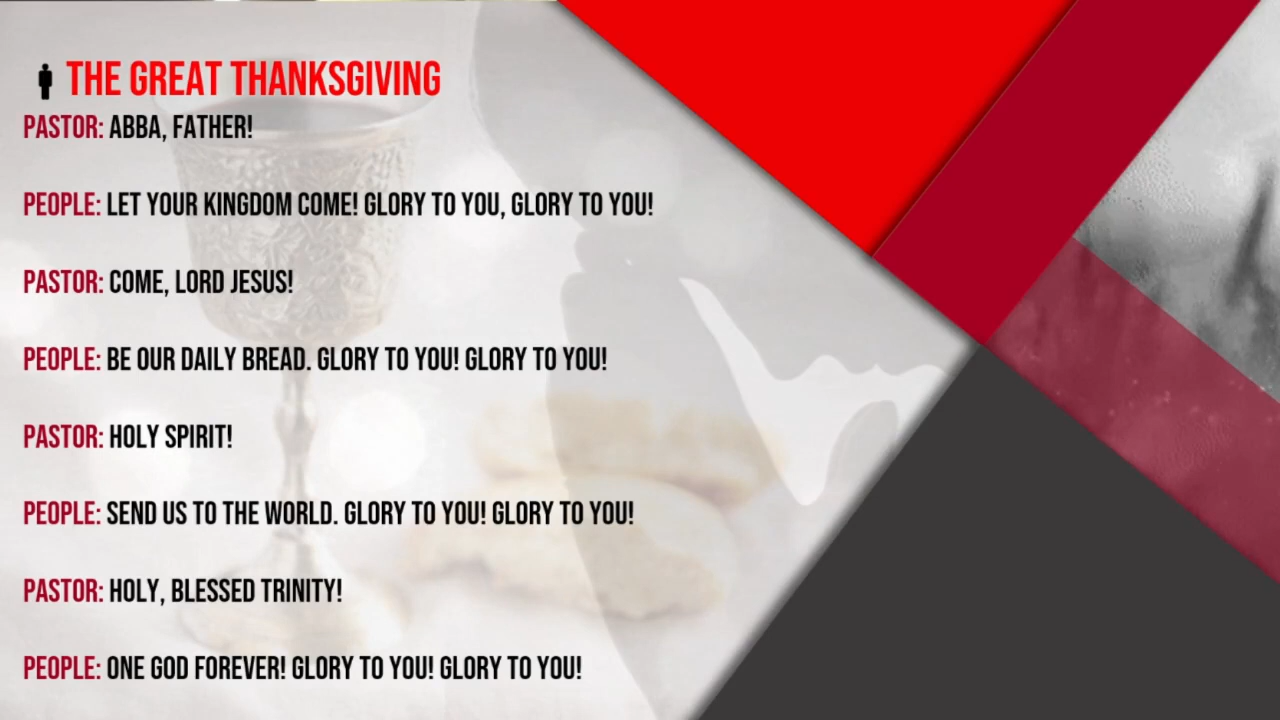 THE GREAT THANKSGIVING
PASTOR: ABBA, FATHER!
PEOPLE: LET YOUR KINGDOM COME! GLORY TO YOU, GLORY TO YOU!
PASTOR: COME, LORD JESUS!
PEOPLE: BE OUR DAILY BREAD. GLORY TO YOU! GLORY TO YOU!
PASTOR: HOLY SPIRIT!
PEOPLE: SEND US TO THE WORLD. GLORY TO YOU! GLORY TO YOU!
PASTOR: HOLY, BLESSED TRINITY!
PEOPLE: ONE GOD FOREVER! GLORY TO YOU! GLORY TO YOU!